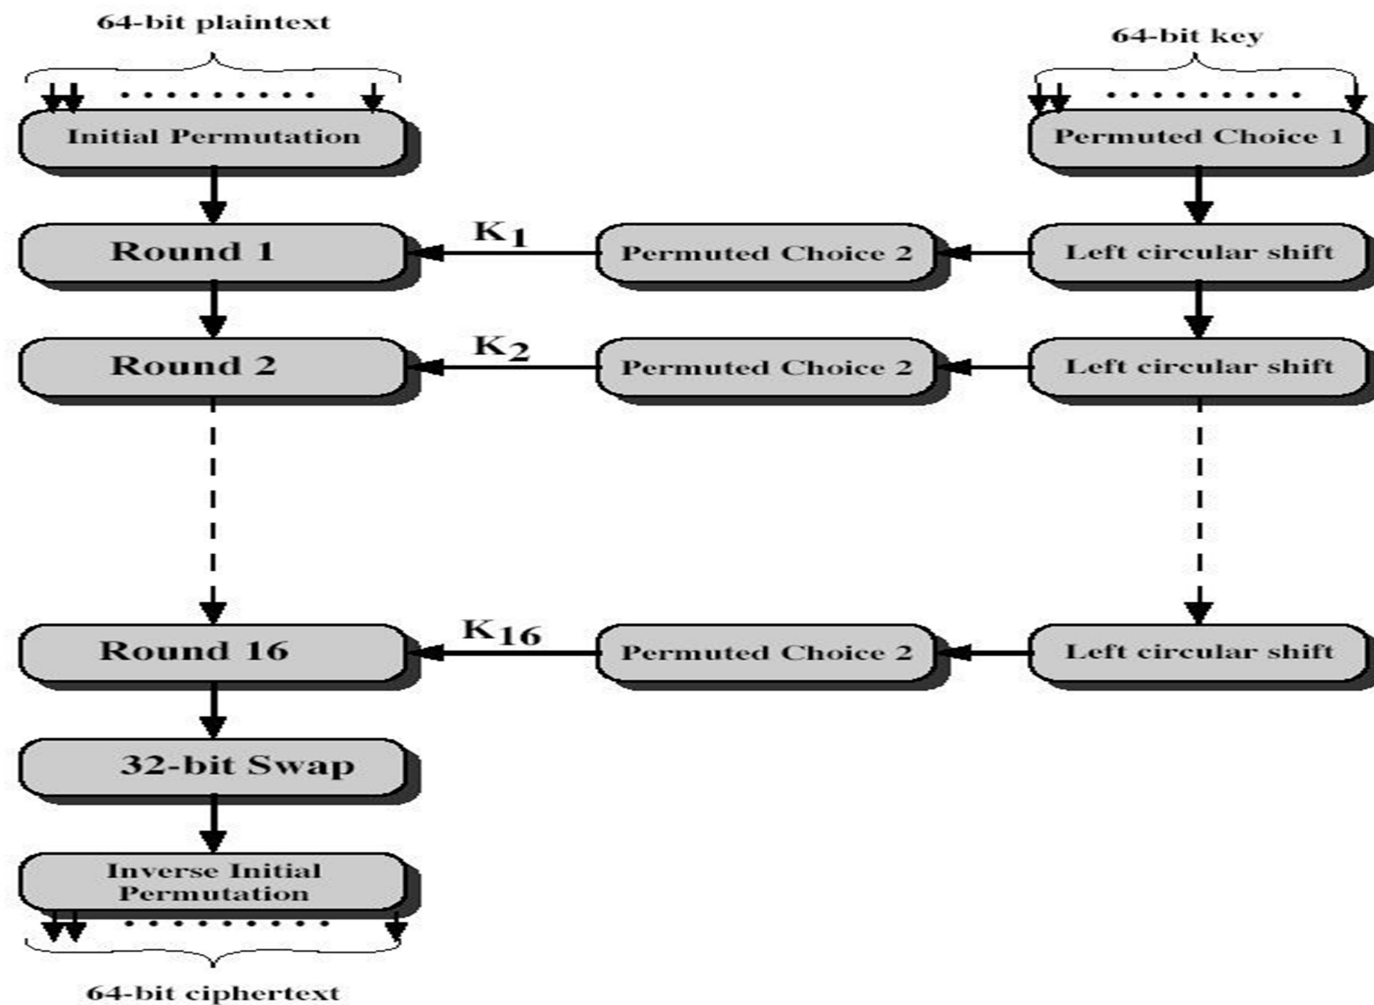 64-bit plaintext
64-bit key
Initial Permutation
Permuted Choice 1
Round 1
K1
Permuted Choice 2
Left circular shift
Round 2
K2
Permuted Choice 2
Left circular shift
Round 16
K16
Permuted Choice 2
Left circular shift
32-bit Swap
Inverse Initial
Permutation
64-bit ciphertext